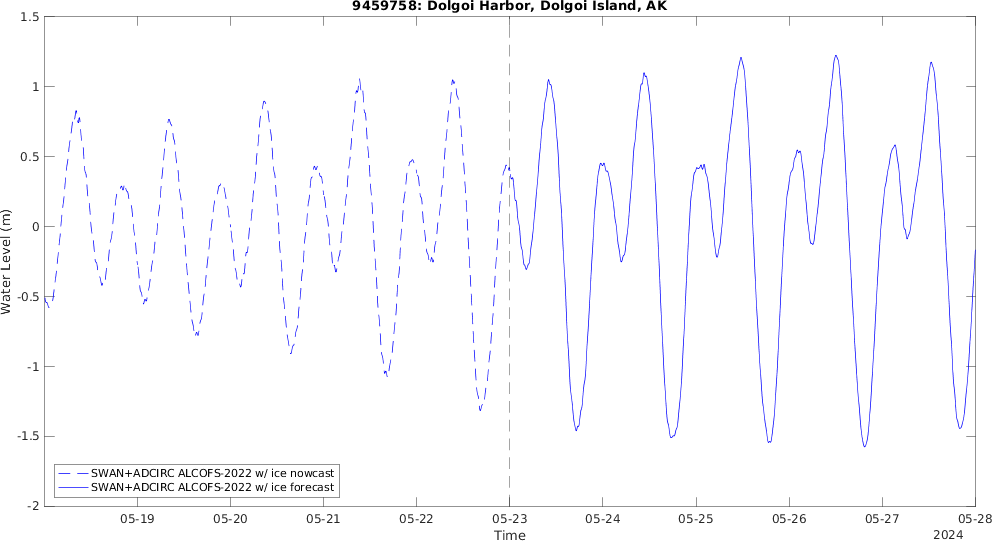 9459758: Dolgoi Harbor, Dolgoi Island, AK
1.5
1
0.5
0
-0.5
-1
-1.5
-2
Water Level (m)
SWAN+ADCIRC ALCOFS-2022 w/ ice nowcast
SWAN+ADCIRC ALCOFS-2022 w/ ice forecast
05-19 05-20 05-21 05-22 05-23 05-24 05-25 05-26 05-27 05-28
Time
2024